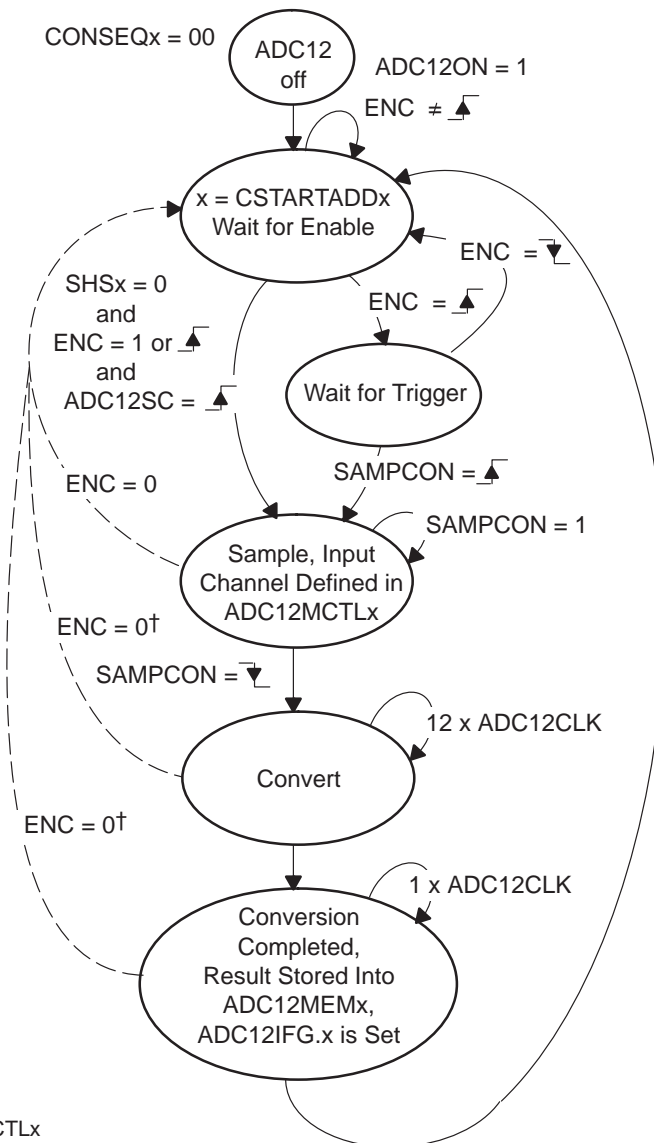 CONSEQx = 00
ADC12
off
ADC12ON = 1
ENC ≠
x = CSTARTADDx
Wait for Enable
ENC =
SHSx = 0
and
ENC = 1 or
and
ADC12SC =
ENC =
Wait for Trigger
SAMPCON =
ENC = 0
SAMPCON = 1
Sample, Input
Channel Defined in
ADC12MCTLx
ENC = 0†
SAMPCON =
12 x ADC12CLK
Convert
ENC = 0†
1 x ADC12CLK
Conversion
Completed,
Result Stored Into
ADC12MEMx,
ADC12IFG.x is Set
CTLx